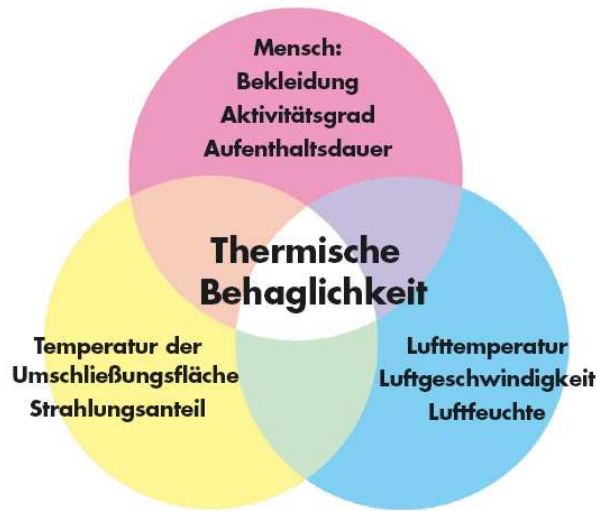 Mensch:
Bekleidung
Aktivitätsgrad
Aufenthaltsdauer
Thermische
Behaglichkeit
Temperatur der
Umschließungsfläche
Strahlungsanteil
Lufttemperatur
Luftgeschwindigkeit
Luftfeuchte